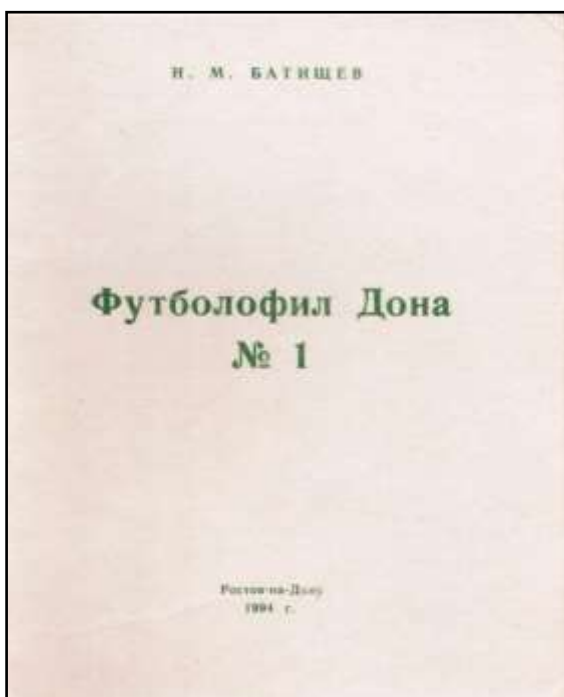 Н. М. БАТИЩЕВ
Футболофил Дона
№ 1
Ростов-на-Дону
1994 г.